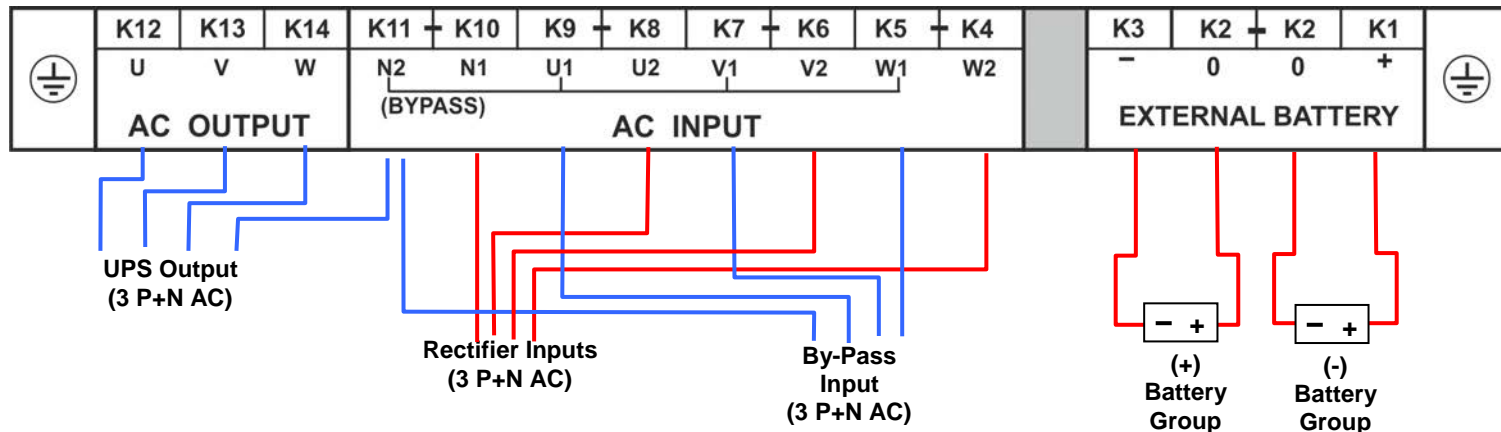 K12 K13 K14 K11 - K10 K9 - K8 K7 - K6 K5 - K4 K3 K2 - K2 K1
U V W N2 N1 U1 U2 V1 V2 W1 W2 − 0 0 +
(BYPASS)
AC OUTPUT AC INPUT EXTERNAL BATTERY
UPS Output
(3 P+N AC)
Rectifier Inputs
(3 P+N AC)
By-Pass
Input
(3 P+N AC)
− +
(+)
Battery
Group
− +
(-)
Battery
Group